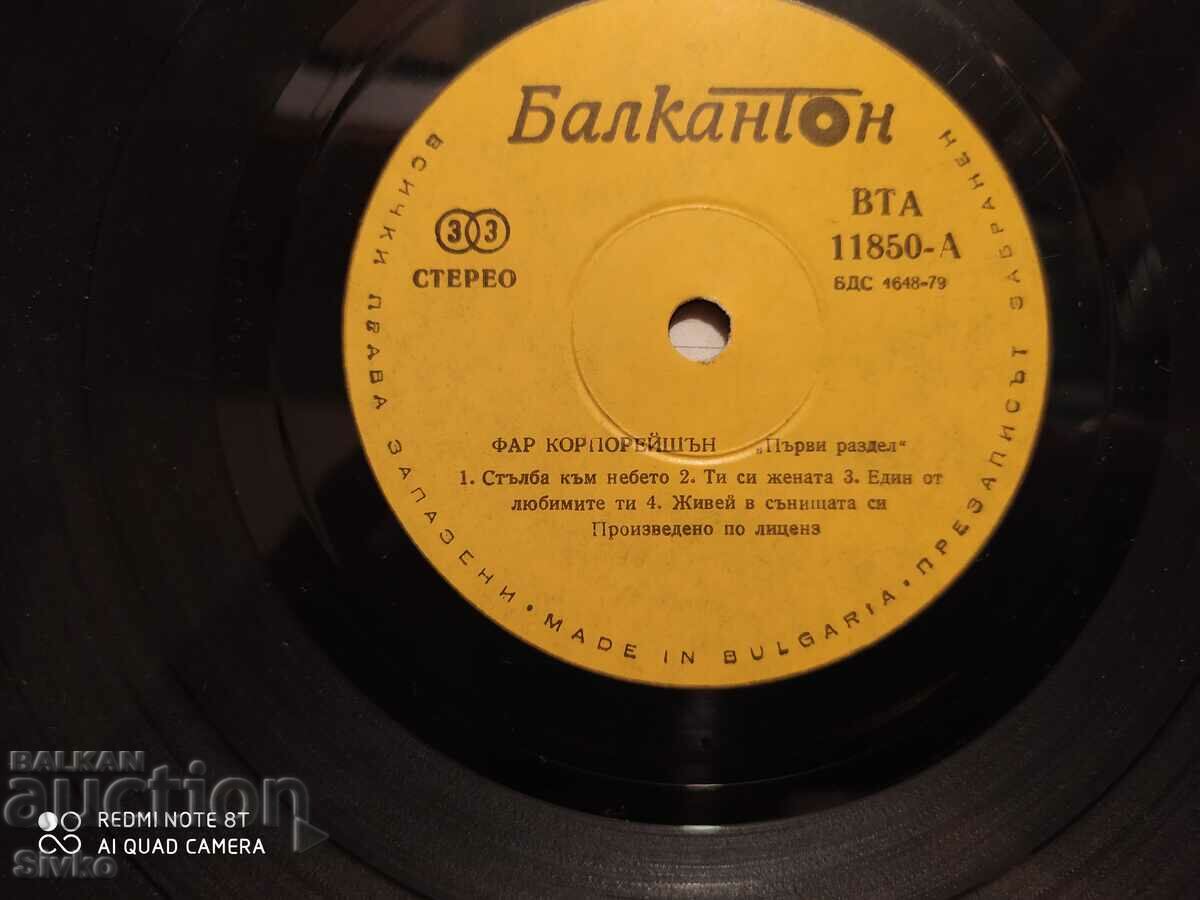 Балкантон
33
СТЕРЕО
ВТА
11850-А
БДС 4648-79
ФАР КОРПОРЕЙШЪН „Първи раздел“
1. Стълба към небето 2. Ти си жената 3. Един от
любимите ти 4. Живей в сънищата си
Произведено по лиценз
ВСИЧКИ ПРАВА ЗАПАЗЕНИ • MADE IN BULGARIA • ПРЕЗАПИСЪТ ЗАБРАНЕН
BALKAN
auction
REDMI NOTE 8T
AI QUAD CAMERA
Sivko